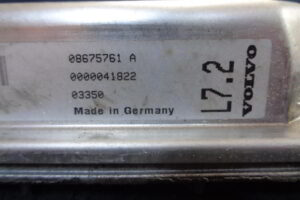 08675761 A
0000041822
03350
Made in Germany
L7.2
VOLVO